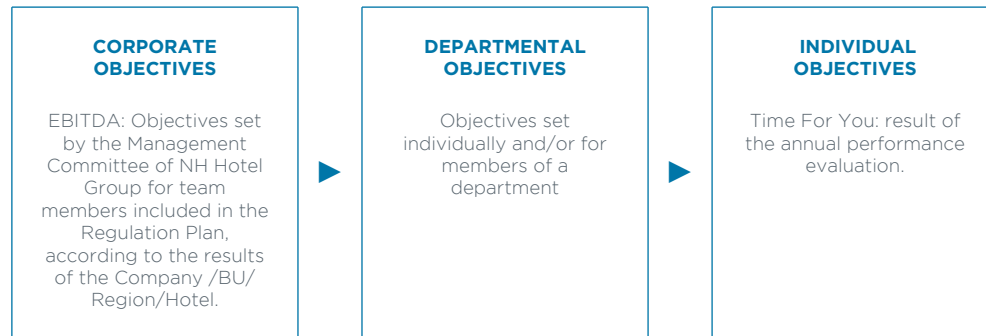 CORPORATE
OBJECTIVES
EBITDA: Objectives set
by the Management
Committee of NH Hotel
Group for team
members included in the
Regulation Plan,
according to the results
of the Company /BU/
Region/Hotel.
DEPARTMENTAL
OBJECTIVES
Objectives set
individually and/or for
members of a
department
INDIVIDUAL
OBJECTIVES
Time For You: result of
the annual performance
evaluation.